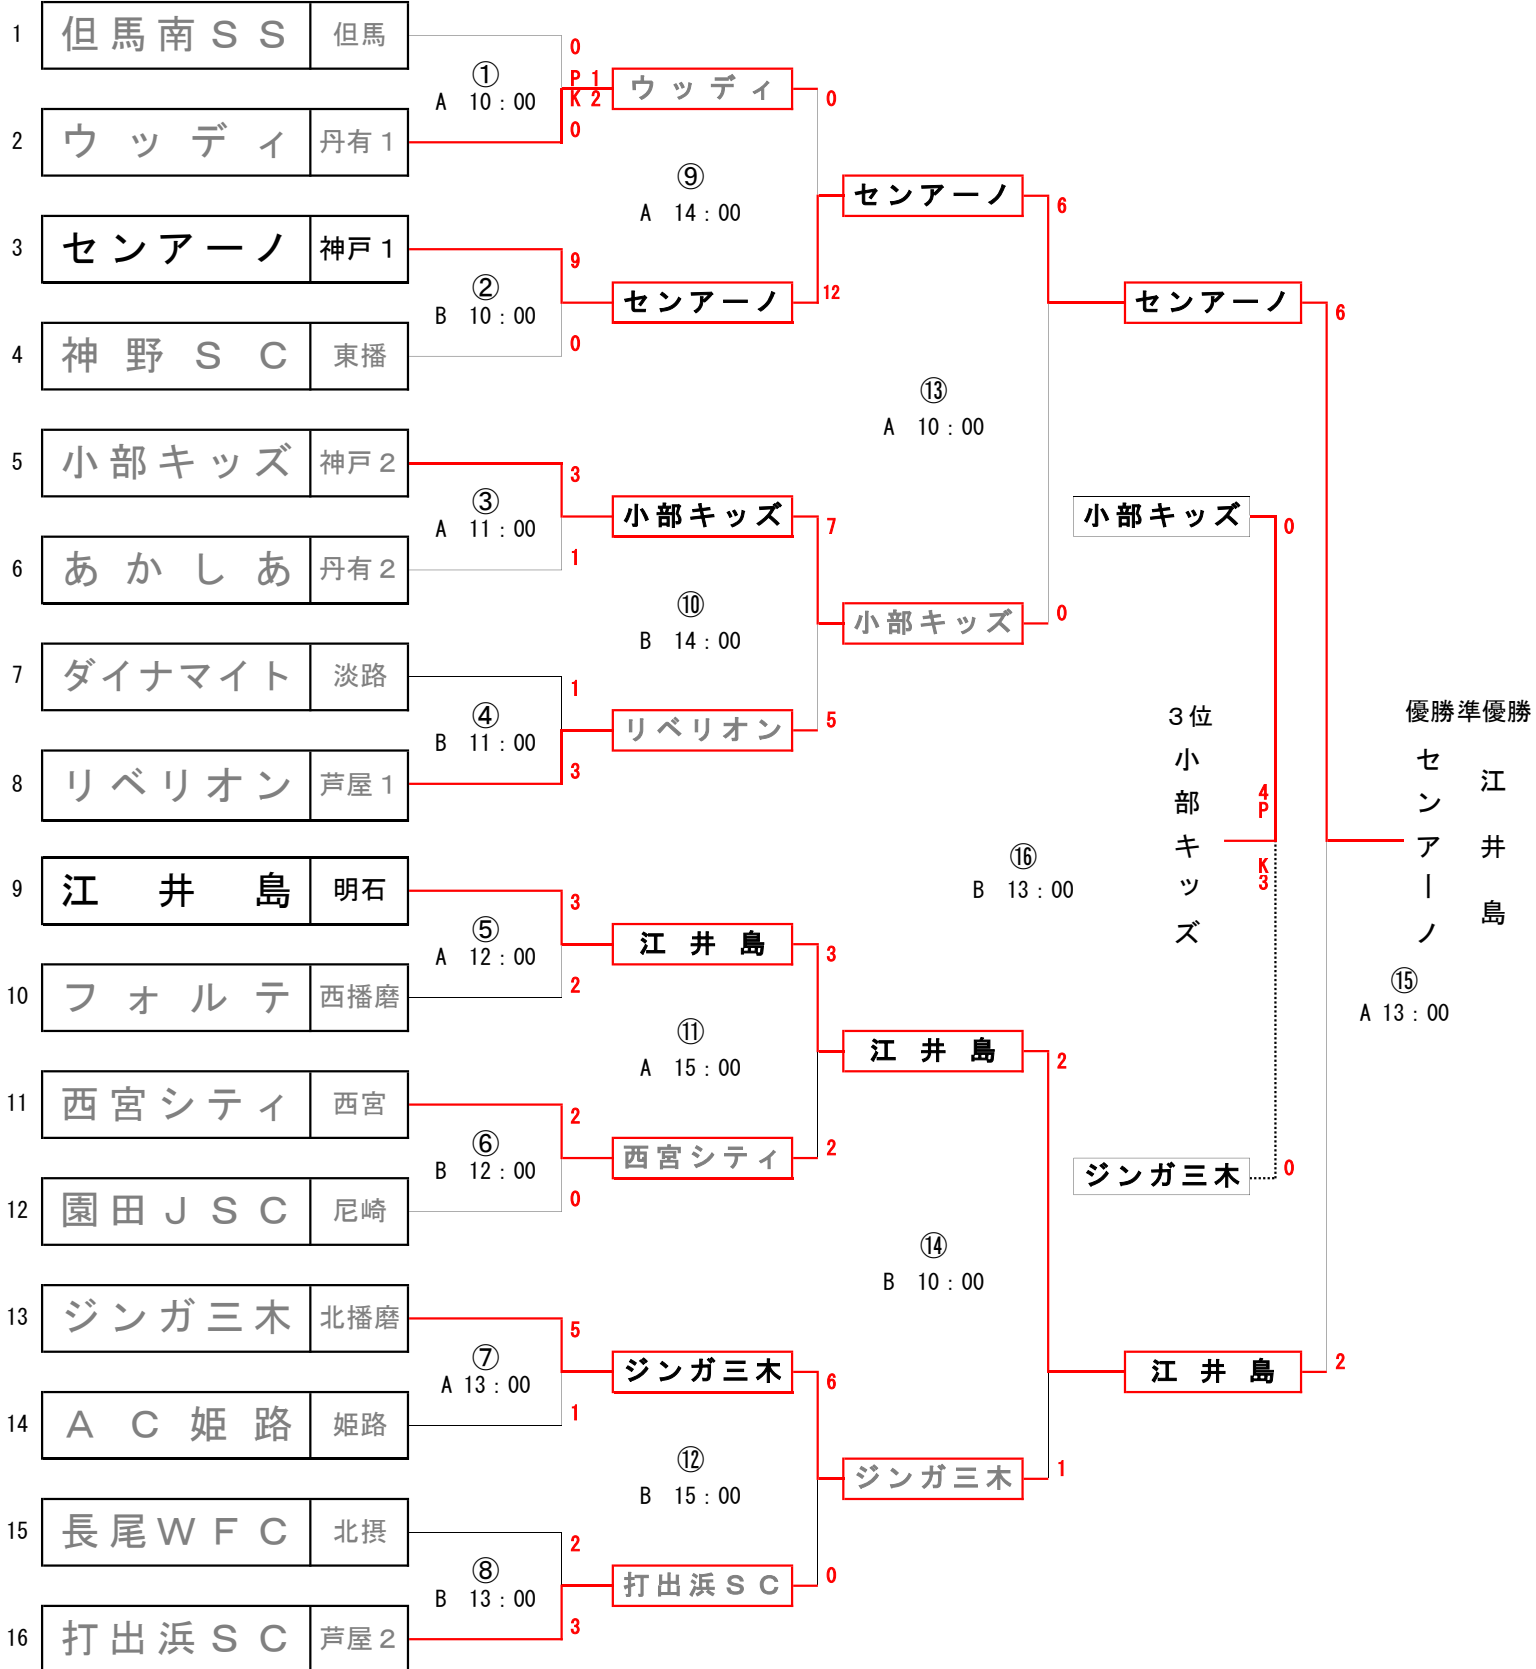 1 但馬南ＳＳ 但馬
0
① P 1
A 10：00 K 2 ウッディ 0
0
2 ウッディ 丹有１
⑨
A 14：00
センアーノ 6
3 センアーノ 神戸１
9
②
B 10：00 センアーノ 12 センアーノ 6
0
4 神野ＳＣ 東播
⑬
A 10：00
5 小部キッズ 神戸２
3
③
A 11：00 小部キッズ 7 小部キッズ 0
1
6 あかしあ 丹有２
⑩
B 14：00 小部キッズ 0
7 ダイナマイト 淡路
1
④
B 11：00 リベリオン 5
3
8 リベリオン 芦屋１
３位
小部キッズ
4P
K3
優勝 準優勝
センアーノ
江井島
⑯
B 13：00
⑮
A 13：00
9 江井島 明石
3
⑤
A 12：00 江井島 3
2
10 フォルテ 西播磨
⑪
A 15：00
江井島 2
11 西宮シティ 西宮
2
⑥
B 12：00 西宮シティ 2
0
ジンガ三木 0
12 園田ＪＳＣ 尼崎
⑭
B 10：00
13 ジンガ三木 北播磨
5
⑦
A 13：00 ジンガ三木 6 江井島 2
1
14 ＡＣ姫路 姫路
⑫
B 15：00
ジンガ三木 1
15 長尾ＷＦＣ 北摂
2
⑧
B 13：00 打出浜ＳＣ 0
3
16 打出浜ＳＣ 芦屋２